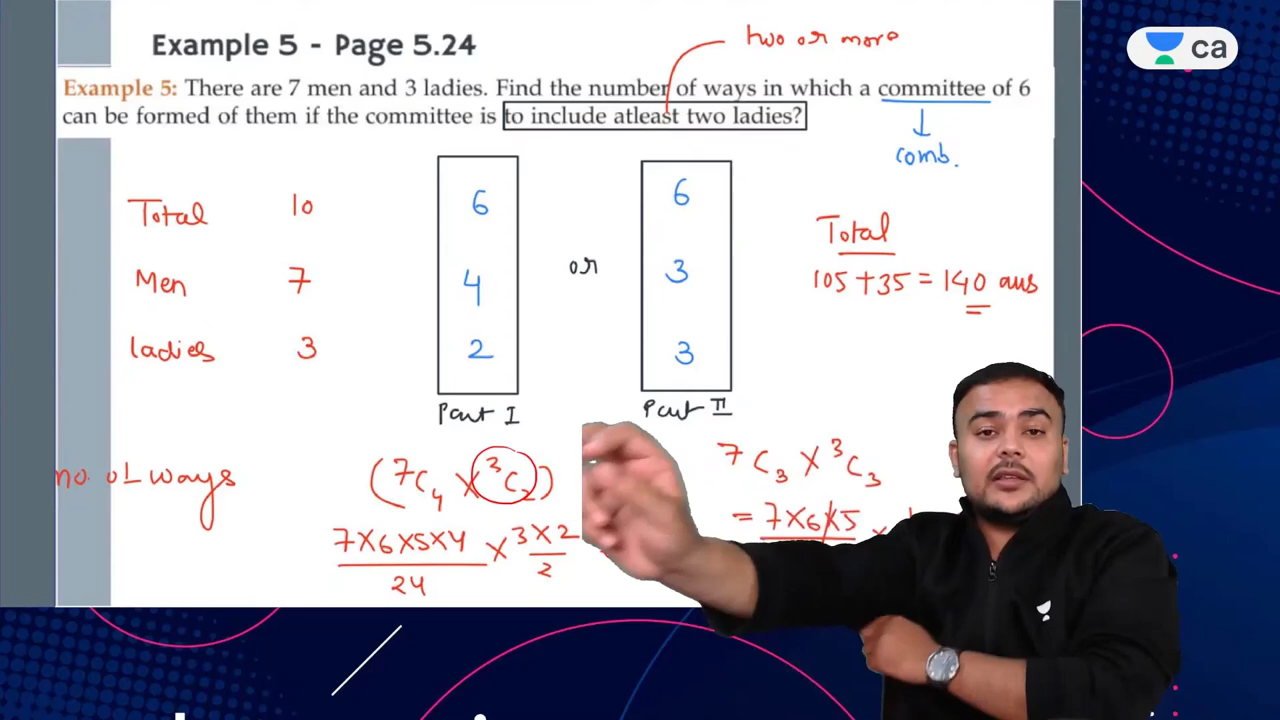 Example 5 - Page 5.24
two or more
ca
Example 5: There are 7 men and 3 ladies. Find the number of ways in which a committee of 6
can be formed of them if the committee is to include atleast two ladies?
comb.
Total 10
6
6
Men 7
4
or
3
ladies 3
2
3
Total
105 + 35 = 140 ans
Part I
Part II
no. of ways
(7C4 × 3C2)
7C3 × 3C3
7×6×5×4 × 3×2
24 2
= 7×6×5 ×